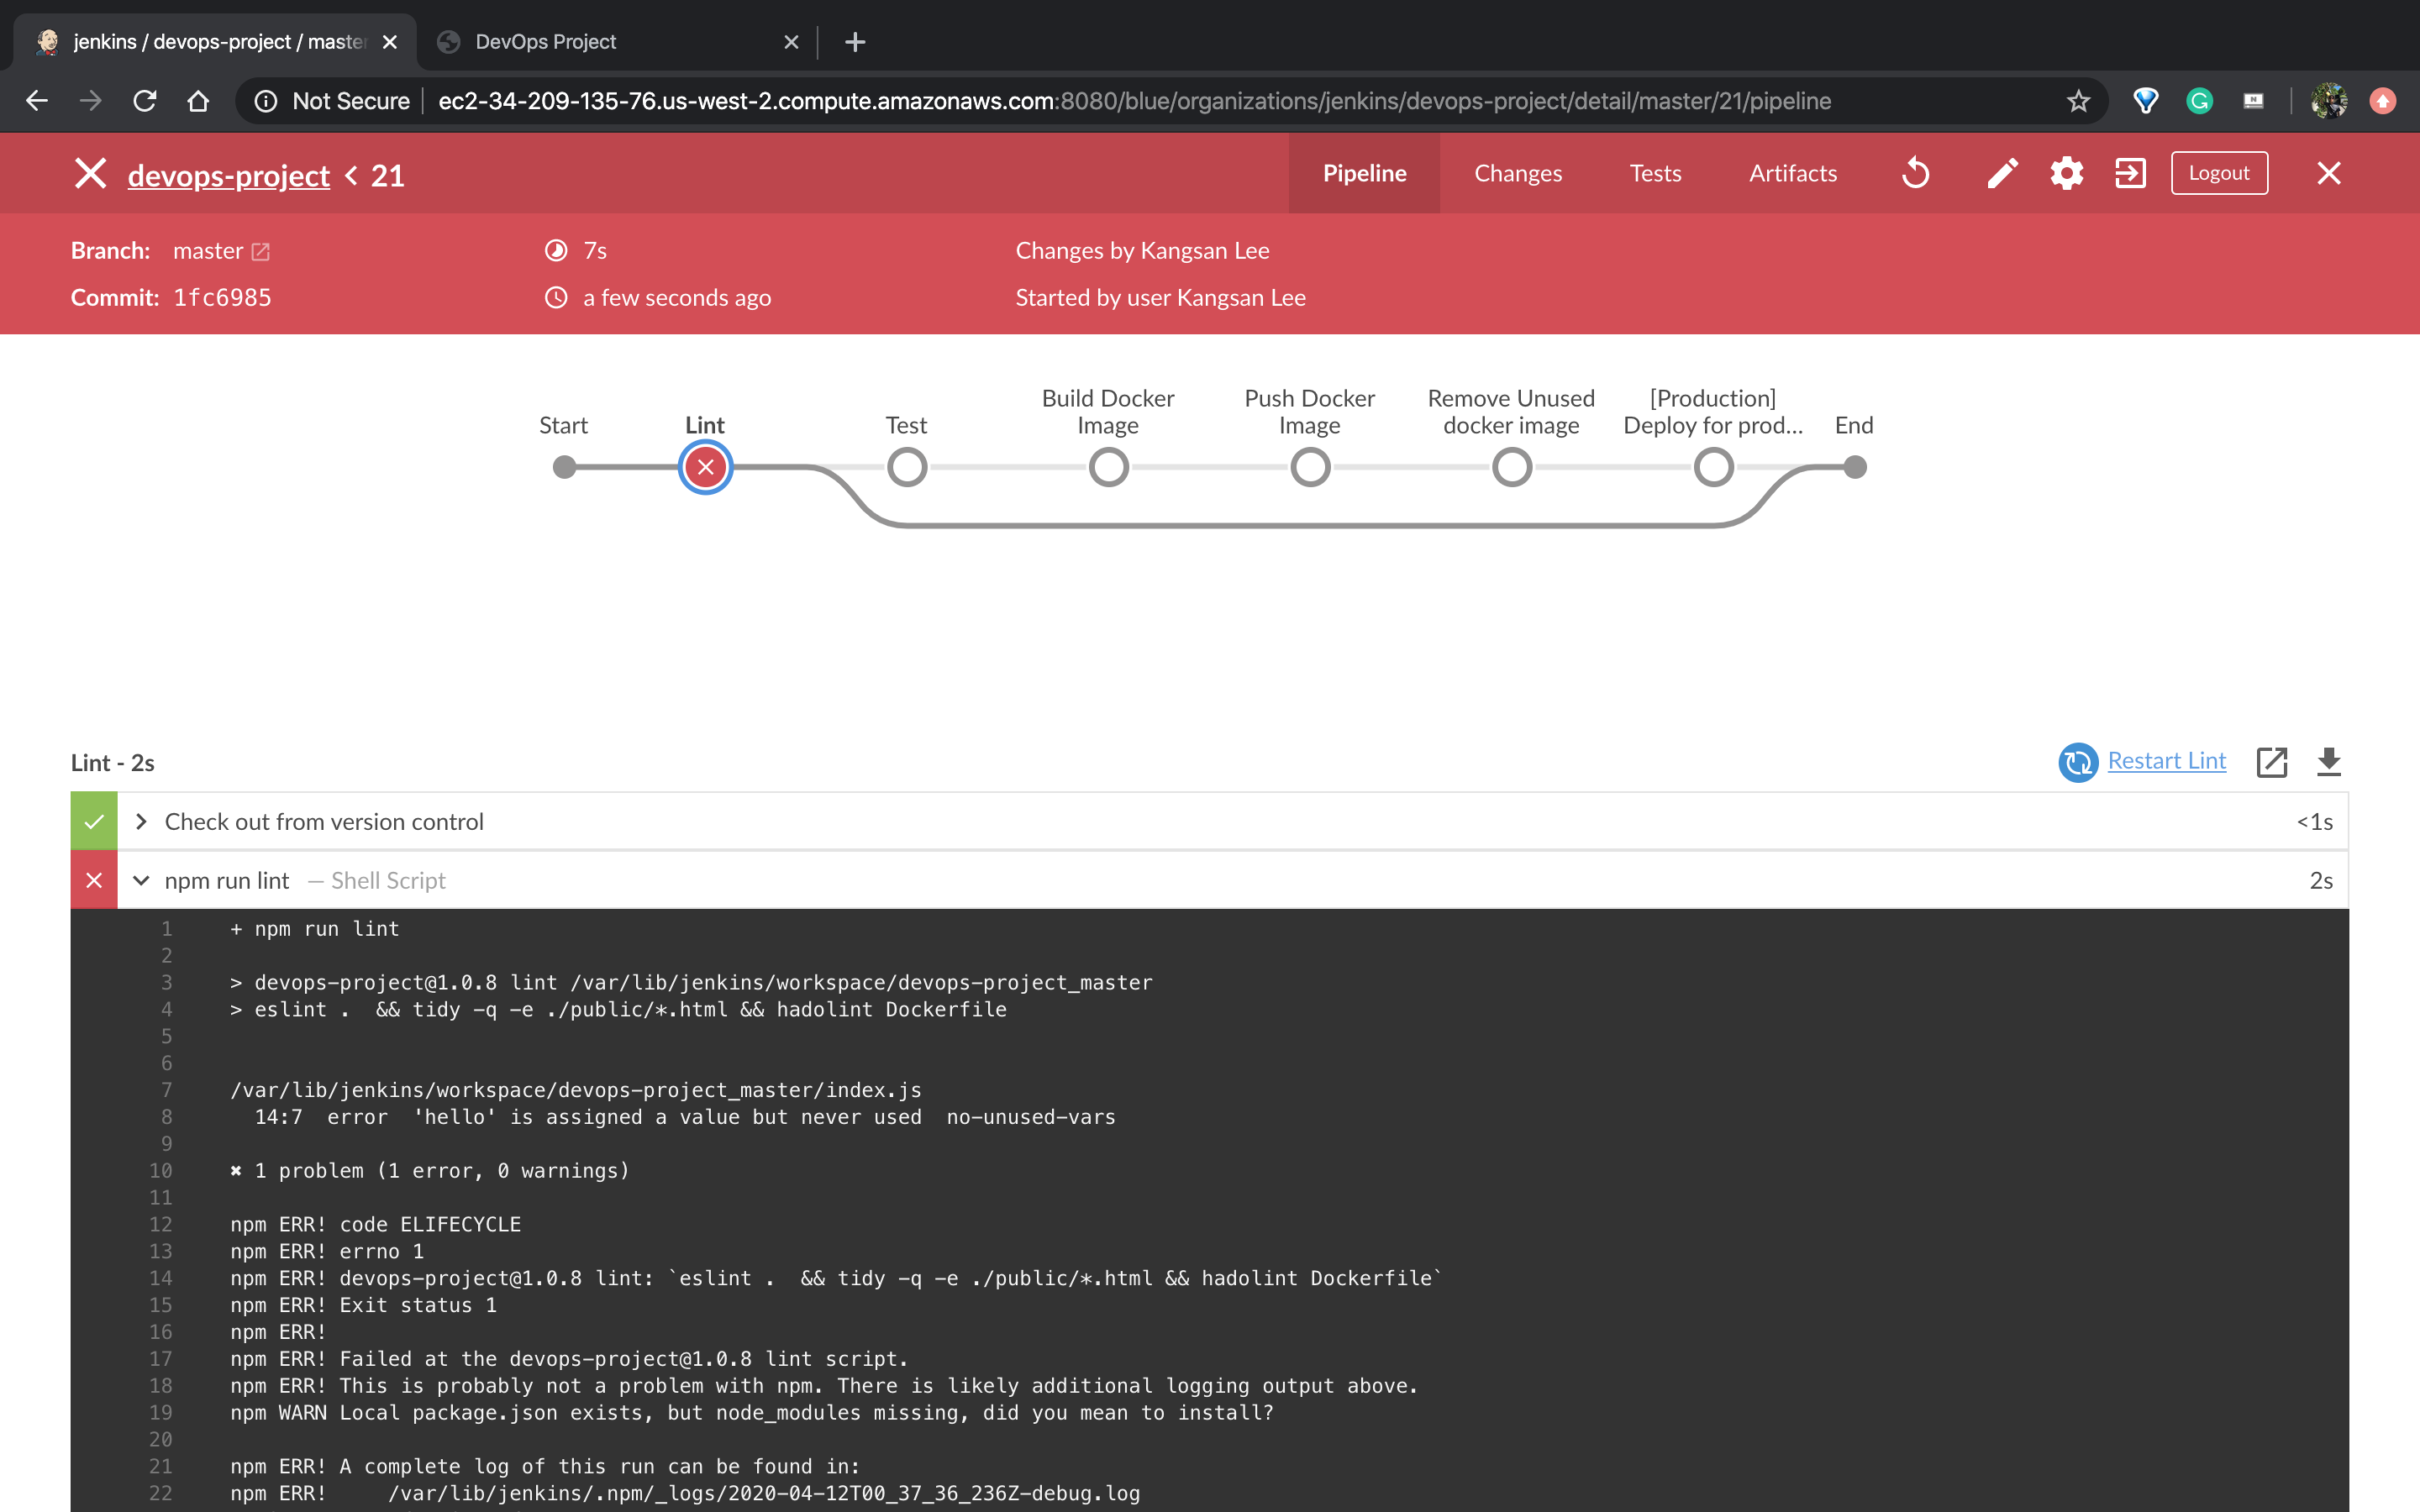 jenkins / devops-project / maste
DevOps Project
Not Secure ec2-34-209-135-76.us-west-2.compute.amazonaws.com:8080/blue/organizations/jenkins/devops-project/detail/master/21/pipeline
devops-project < 21 Pipeline Changes Tests Artifacts Logout
Branch: master 7s Changes by Kangsan Lee
Commit: 1fc6985 a few seconds ago Started by user Kangsan Lee
Start
Lint
Test
Build Docker
Image
Push Docker
Image
Remove Unused
docker image
[Production]
Deploy for prod...
End
Lint - 2s Restart Lint
Check out from version control <1s
npm run lint — Shell Script 2s
1 + npm run lint
2
3 > devops-project@1.0.8 lint /var/lib/jenkins/workspace/devops-project_master
4 > eslint .  && tidy -q -e ./public/*.html && hadolint Dockerfile
5
6
7 /var/lib/jenkins/workspace/devops-project_master/index.js
8   14:7  error  'hello' is assigned a value but never used  no-unused-vars
9
10 ✖ 1 problem (1 error, 0 warnings)
11
12 npm ERR! code ELIFECYCLE
13 npm ERR! errno 1
14 npm ERR! devops-project@1.0.8 lint: `eslint .  && tidy -q -e ./public/*.html && hadolint Dockerfile`
15 npm ERR! Exit status 1
16 npm ERR!
17 npm ERR! Failed at the devops-project@1.0.8 lint script.
18 npm ERR! This is probably not a problem with npm. There is likely additional logging output above.
19 npm WARN Local package.json exists, but node_modules missing, did you mean to install?
20
21 npm ERR! A complete log of this run can be found in:
22 npm ERR!     /var/lib/jenkins/.npm/_logs/2020-04-12T00_37_36_236Z-debug.log